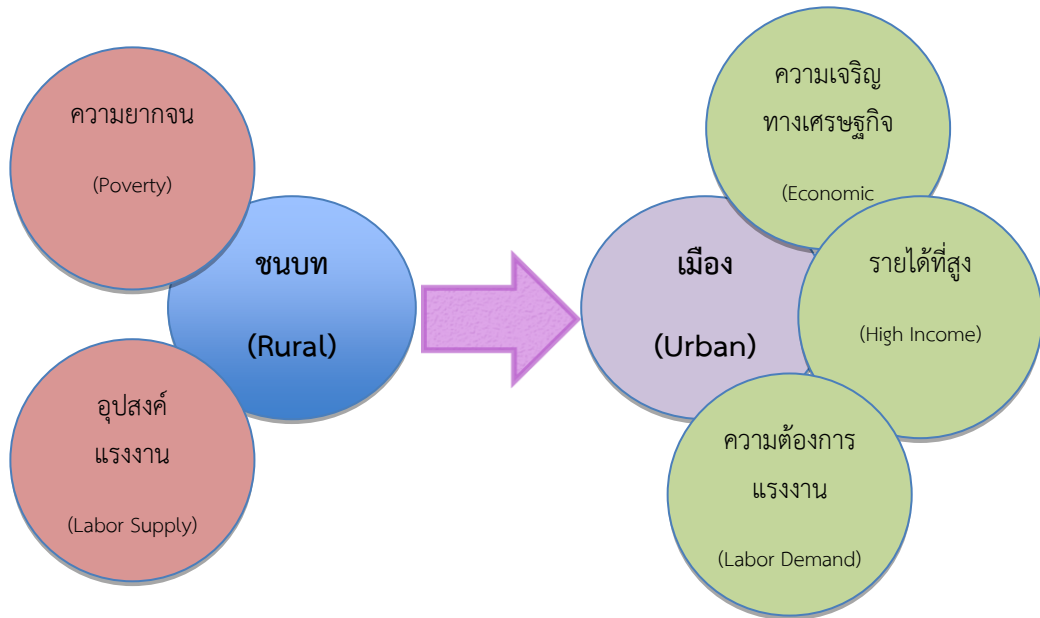 ความยากจน
(Poverty)
ชนบท
(Rural)
อุปสงค์
แรงงาน
(Labor Supply)
ความเจริญ
ทางเศรษฐกิจ
(Economic
เมือง
(Urban)
รายได้ที่สูง
(High Income)
ความต้องการ
แรงงาน
(Labor Demand)